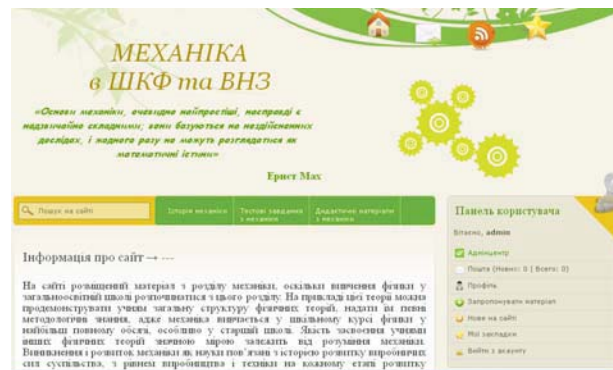 МЕХАНІКА
в ШКФ та ВНЗ
«Основи механіки, очевидно найпростіші, насправді є
надзвичайно складними; вони базуються на нездійсненних
дослідах, і жодного разу не можуть розглядатися як
математичні істини»
Ернст Мах
Пошук на сайті
Історія механіки
Тестові завдання
з механіки
Дидактичні матеріали
з механіки
Інформація про сайт → ---
На сайті розміщений матеріал з розділу механіки, оскільки вивчення фізики у
загальноосвітній школі розпочинатися з цього розділу. На прикладі цієї теорії можна
продемонструвати учням загальну структуру фізичних теорій, надати їм певні
методологічні знання, адже механіка вивчається у шкільному курсі фізики у
найбільш повному обсязі, особливо у старшій школі. Якість засвоєння учнями
інших фізичних теорій значною мірою залежить від розуміння механіки.
Виникнення і розвиток механіки як науки пов'язані з історією розвитку виробничих
сил суспільства, з рівнем виробництва і техніки на кожному етапі розвитку
Панель користувача
Вітаємо, admin
Адмінцентр
Пошта (Нових: 0 | Всего: 0)
Профіль
Запропонувати матеріал
Нове на сайті
Мої закладки
Вийти з акаунту